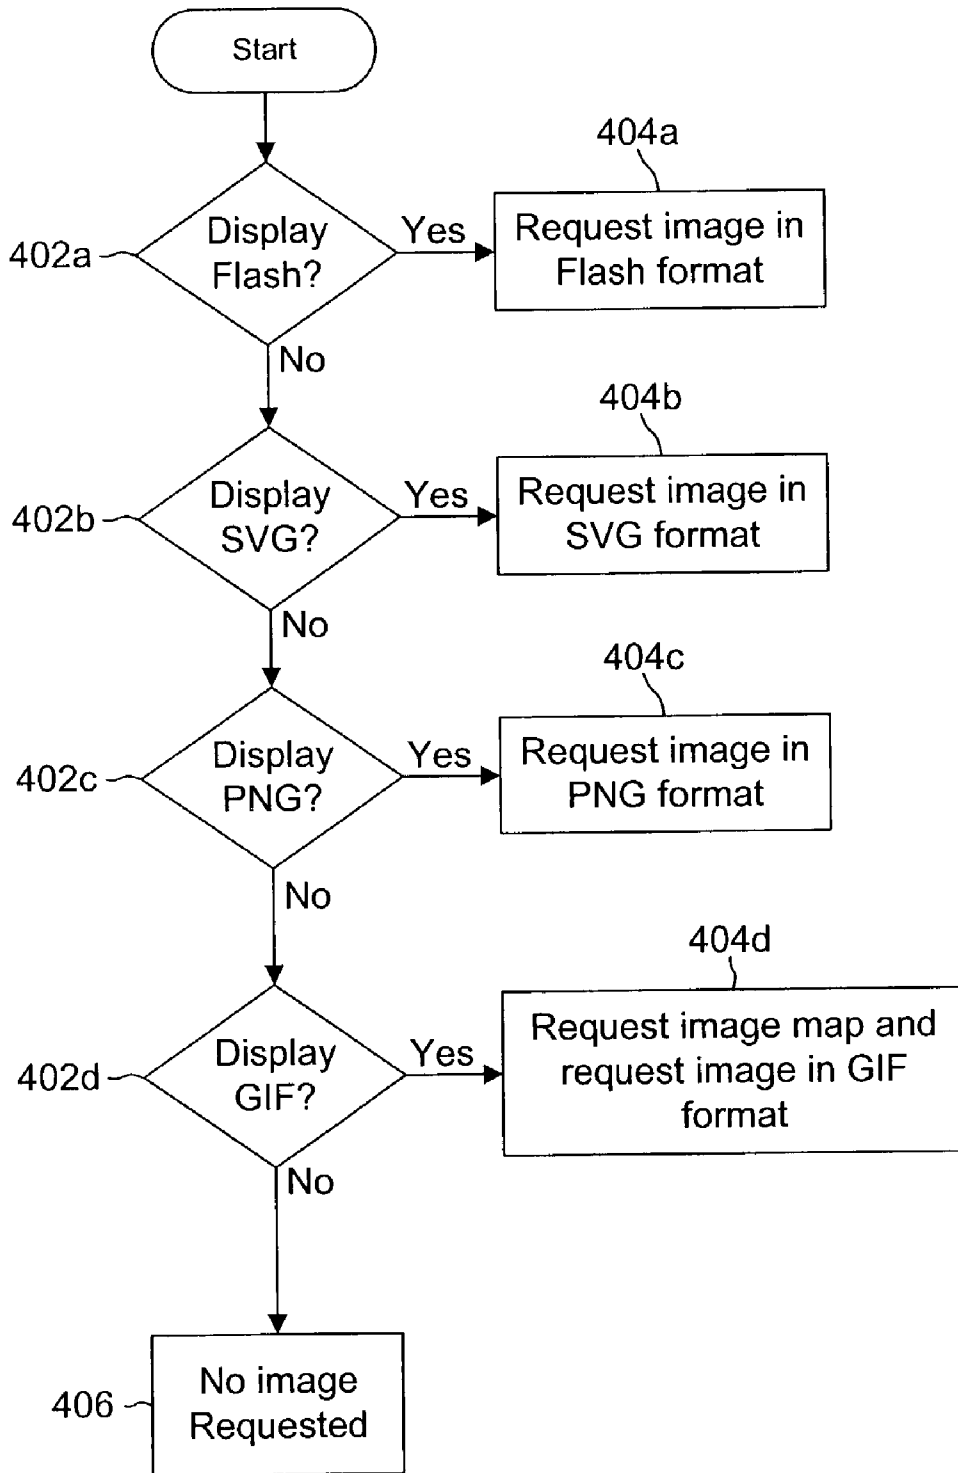 Start
404a
Display
Flash?
Yes
Request image in
Flash format
402a
No
404b
Display
SVG?
Yes
Request image in
SVG format
402b
No
404c
Display
PNG?
Yes
Request image in
PNG format
402c
No
404d
Display
GIF?
Yes
Request image map and
request image in GIF
format
402d
No
No image
Requested
406